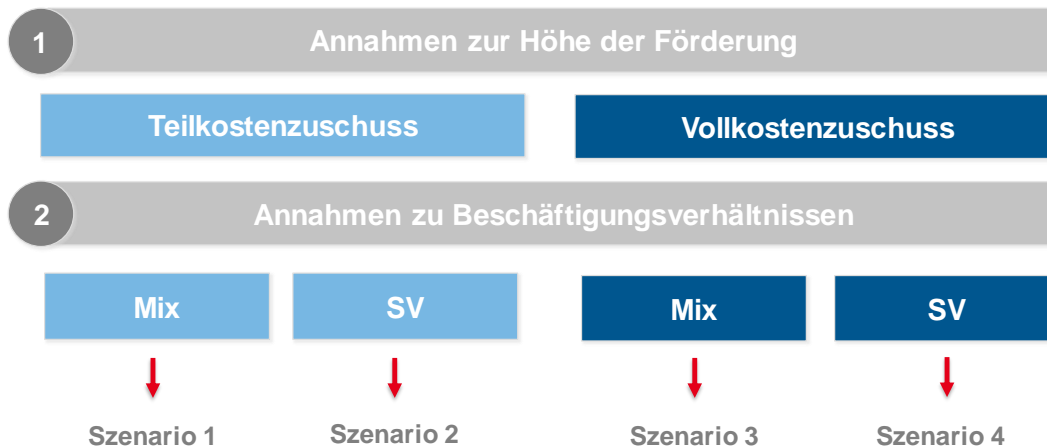 1
Annahmen zur Höhe der Förderung
Teilkostenzuschuss
Vollkostenzuschuss
2
Annahmen zu Beschäftigungsverhältnissen
Mix
SV
Mix
SV
Szenario 1
Szenario 2
Szenario 3
Szenario 4